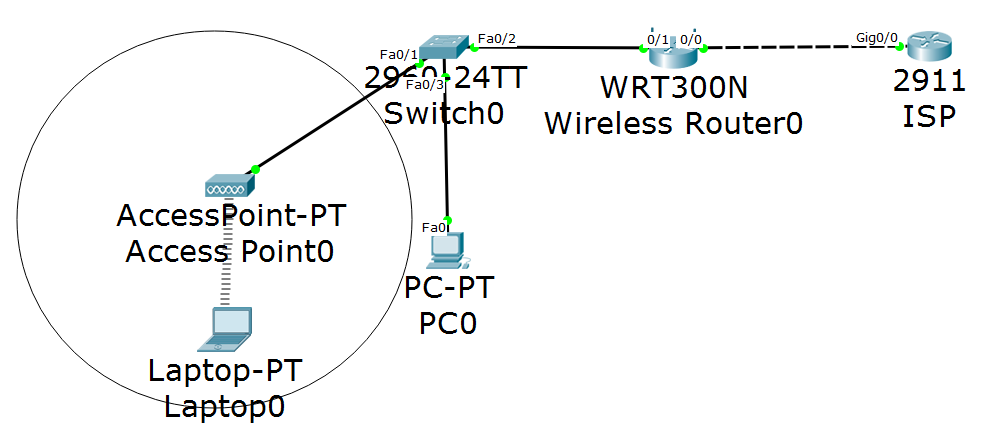 Fa0/1
Fa0/2
0/1 0/0
Gig0/0
2960-24TT
Fa0/3
Switch0
WRT300N
Wireless Router0
2911
ISP
AccessPoint-PT
Access Point0
Fa0
PC-PT
PC0
Laptop-PT
Laptop0